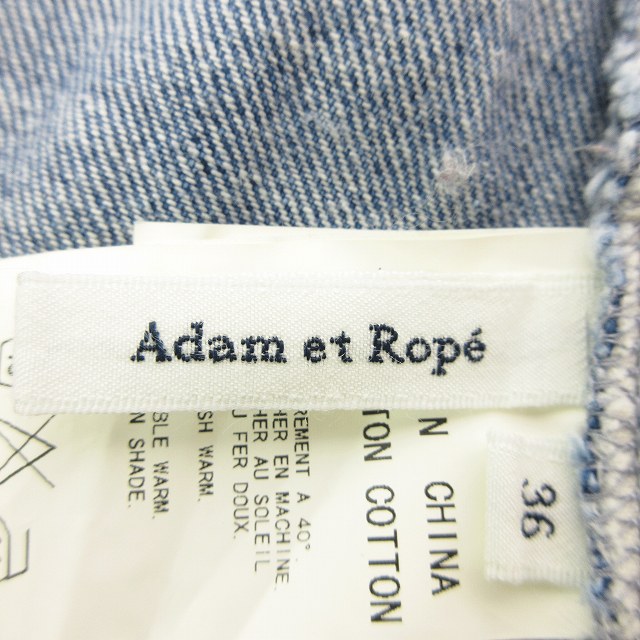 Adam et Ropé
36
N CHINA
TON COTTON
REMENT A 40°
HER EN MACHINE.
HER AU SOLEIL
U FER DOUX.
SH WARM.
BLE WARM.
N SHADE.